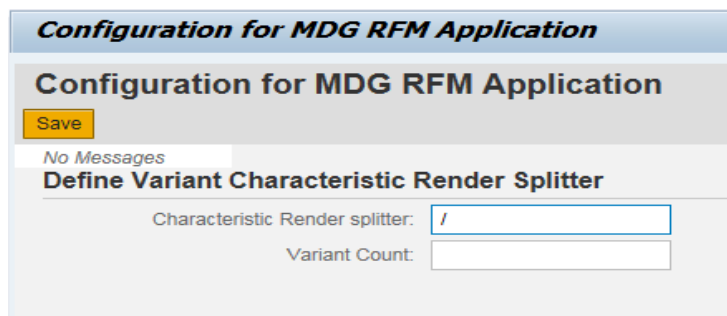 Configuration for MDG RFM Application
Configuration for MDG RFM Application
Save
No Messages
Define Variant Characteristic Render Splitter
Characteristic Render splitter: /
Variant Count: